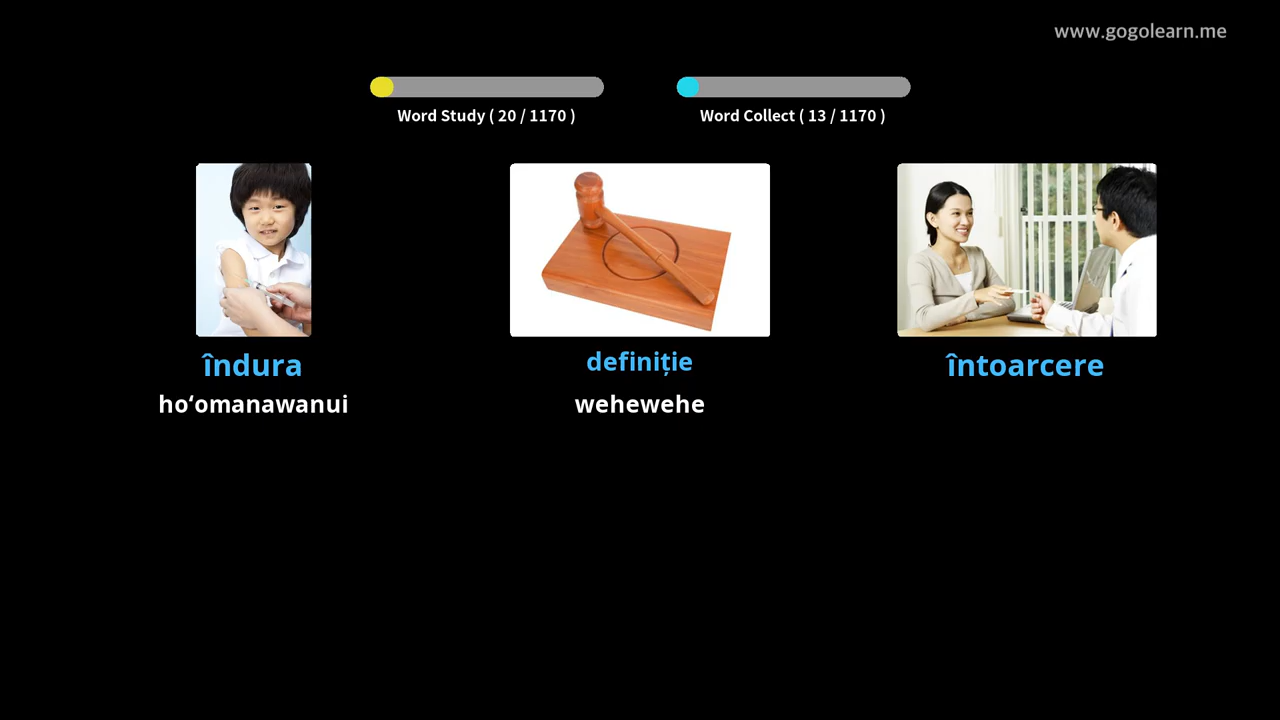 www.gogolearn.me
Word Study ( 20 / 1170 )
Word Collect ( 13 / 1170 )
îndura
hoʻomanawanui
definiție
wehewehe
întoarcere